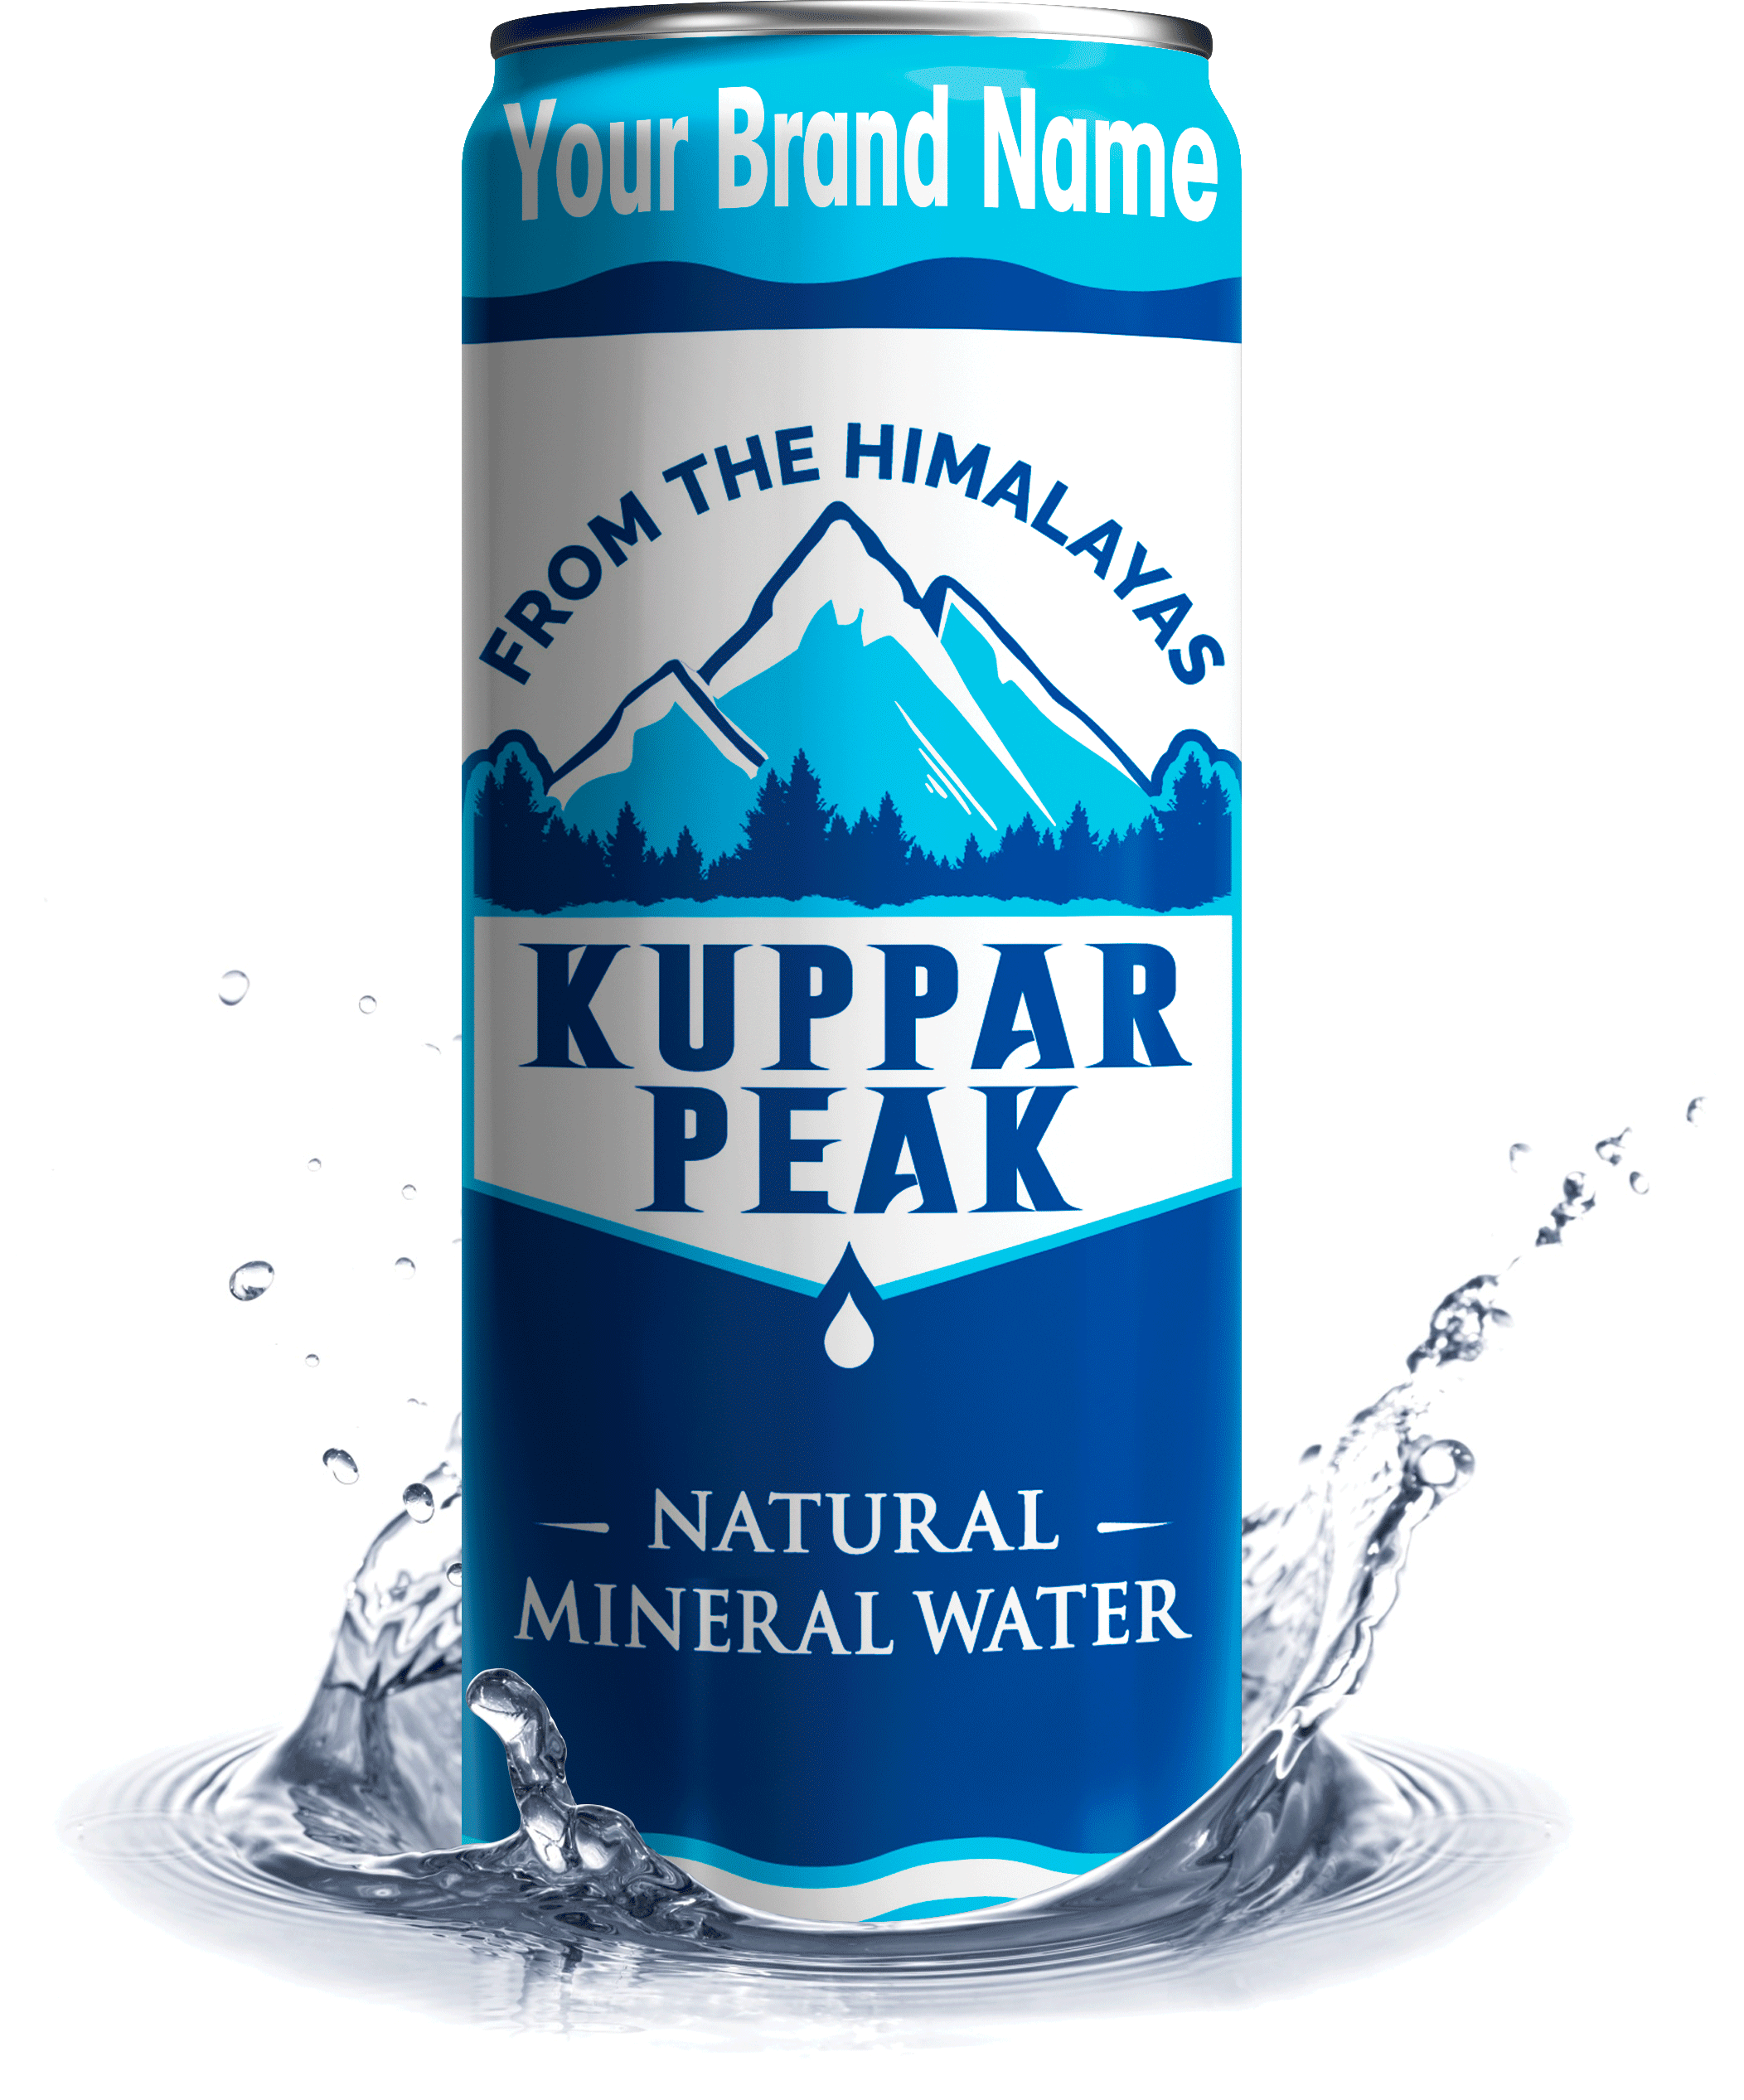 Your Brand Name
FROM THE HIMALAYAS
KUPPAR
PEAK
NATURAL
MINERAL WATER